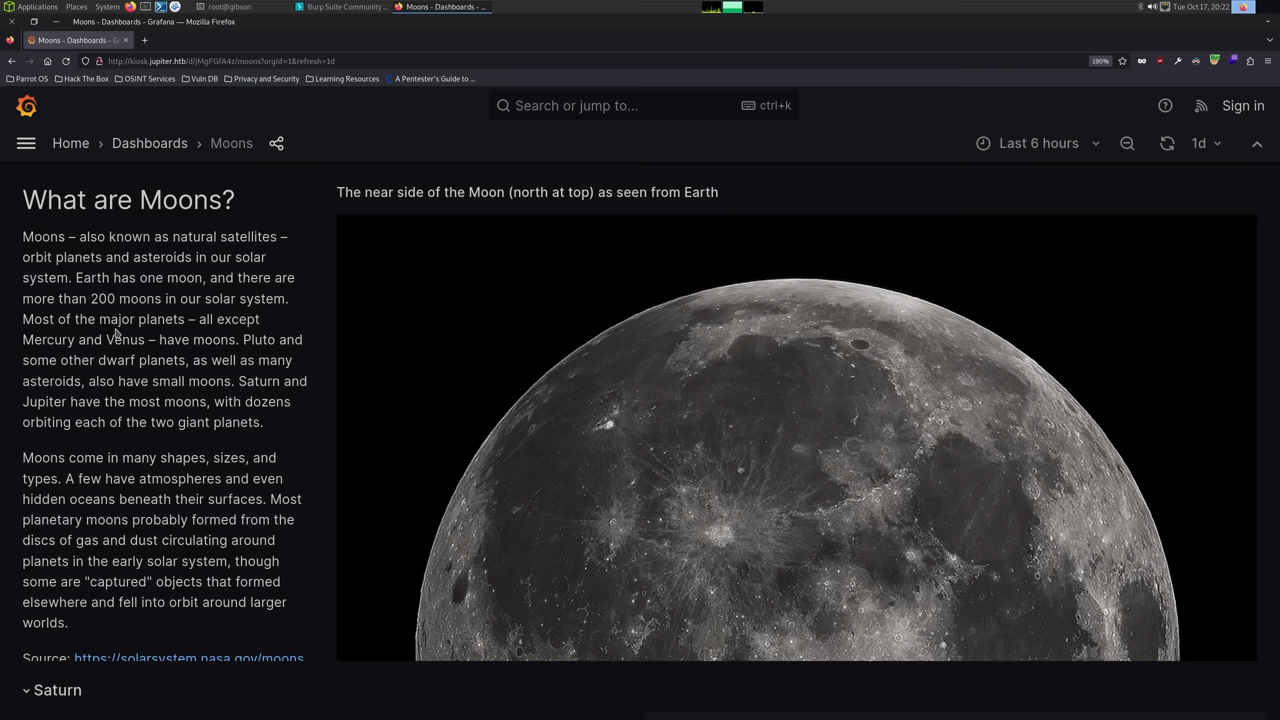 Applications Places System root@gibson Burp Suite Community ... Moons - Dashboards - ... Tue Oct 17, 20:22
Moons - Dashboards - Grafana — Mozilla Firefox
Moons - Dashboards - G
http://kiosk.jupiter.htb/d/jMgFGfA4z/moons?orgId=1&refresh=1d 190%
Parrot OS Hack The Box OSINT Services Vuln DB Privacy and Security Learning Resources A Pentester's Guide to ...
Search or jump to... ctrl+k Sign in
Home Dashboards Moons Last 6 hours 1d
What are Moons?
Moons – also known as natural satellites –
orbit planets and asteroids in our solar
system. Earth has one moon, and there are
more than 200 moons in our solar system.
Most of the major planets – all except
Mercury and Venus – have moons. Pluto and
some other dwarf planets, as well as many
asteroids, also have small moons. Saturn and
Jupiter have the most moons, with dozens
orbiting each of the two giant planets.
Moons come in many shapes, sizes, and
types. A few have atmospheres and even
hidden oceans beneath their surfaces. Most
planetary moons probably formed from the
discs of gas and dust circulating around
planets in the early solar system, though
some are "captured" objects that formed
elsewhere and fell into orbit around larger
worlds.
Source: https://solarsystem.nasa.gov/moons
The near side of the Moon (north at top) as seen from Earth
Saturn